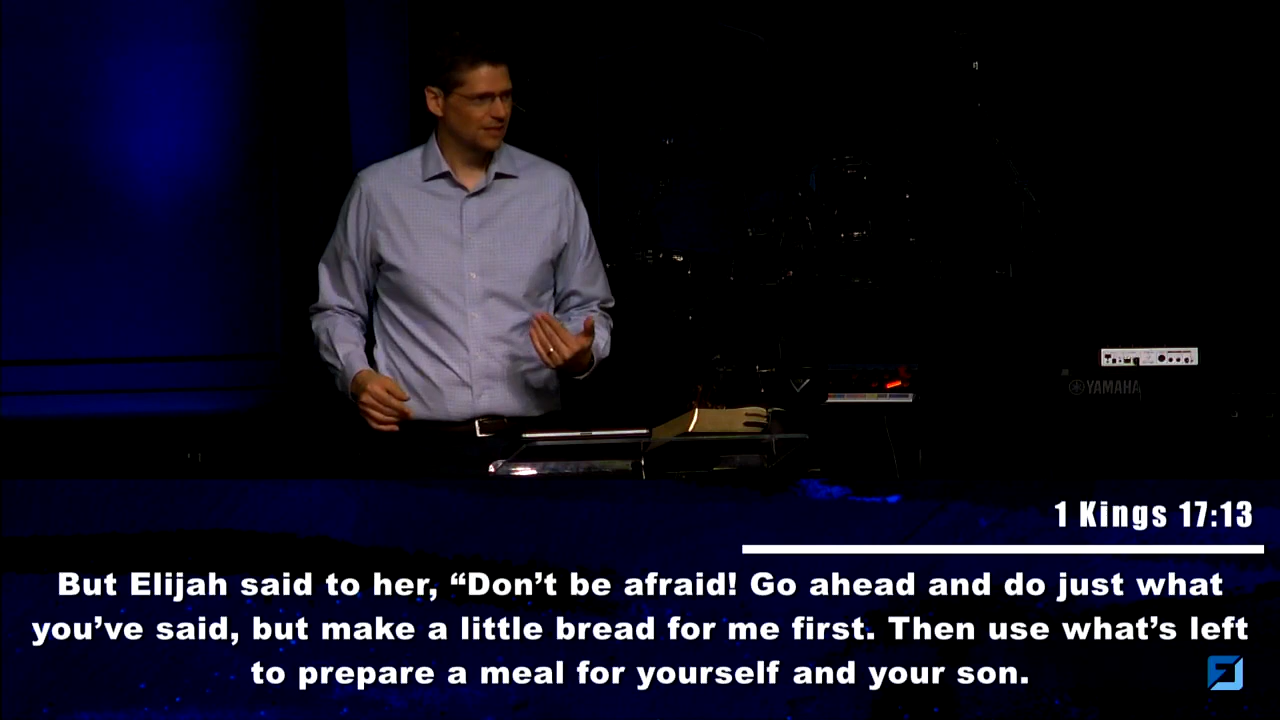 YAMAHA
1 Kings 17:13
But Elijah said to her, “Don’t be afraid! Go ahead and do just what
you’ve said, but make a little bread for me first. Then use what’s left
to prepare a meal for yourself and your son.